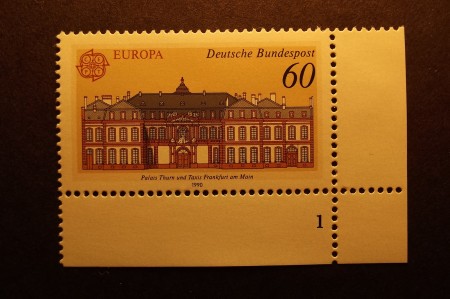 EUROPA Deutsche Bundespost
60
Palais Thurn und Taxis Frankfurt am Main
1990
1